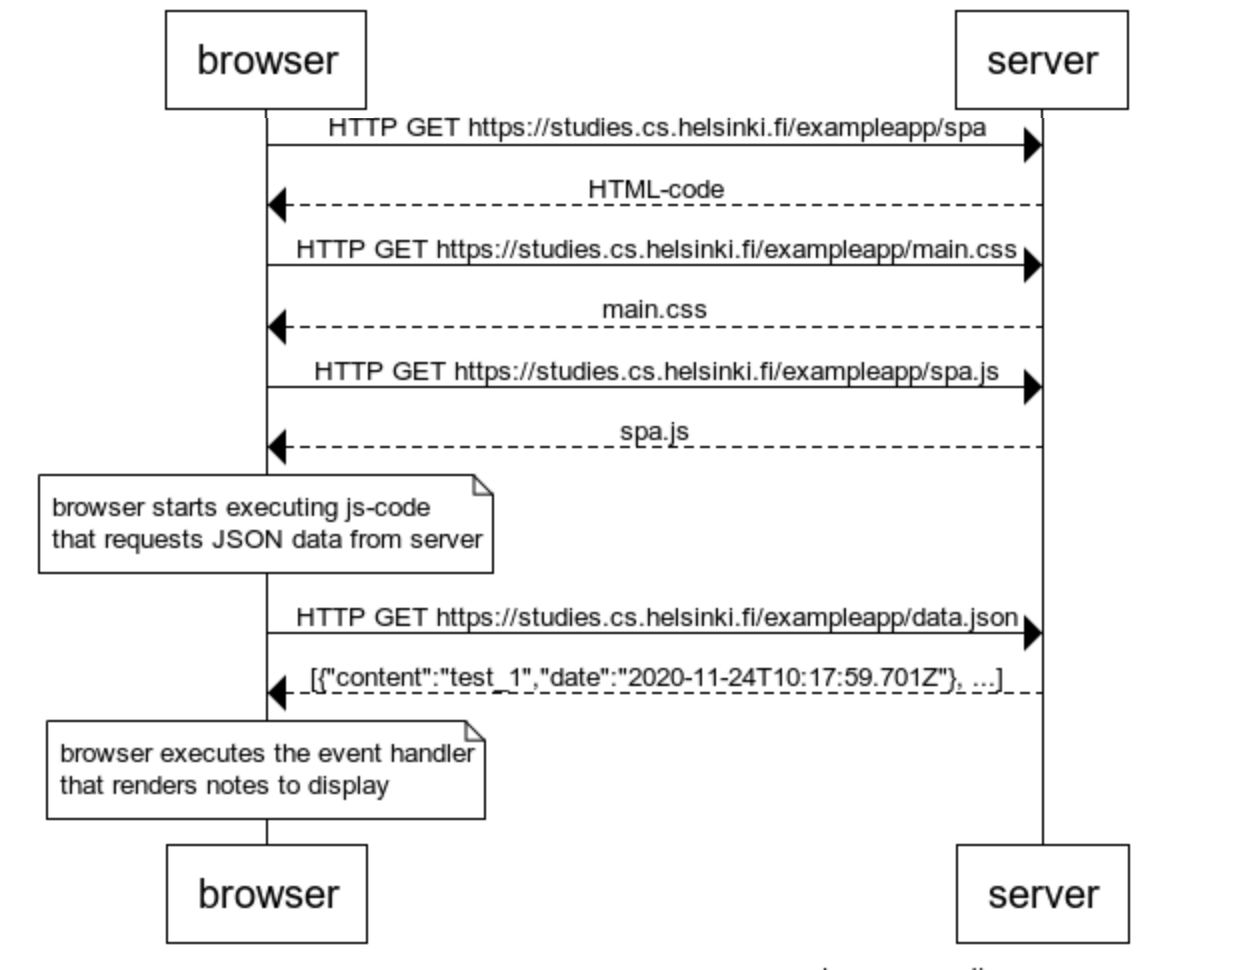 browser
server
HTTP GET https://studies.cs.helsinki.fi/exampleapp/spa
HTML-code
HTTP GET https://studies.cs.helsinki.fi/exampleapp/main.css
main.css
HTTP GET https://studies.cs.helsinki.fi/exampleapp/spa.js
spa.js
browser starts executing js-code
that requests JSON data from server
HTTP GET https://studies.cs.helsinki.fi/exampleapp/data.json
[{"content":"test_1","date":"2020-11-24T10:17:59.701Z"}, ...]
browser executes the event handler
that renders notes to display
browser
server